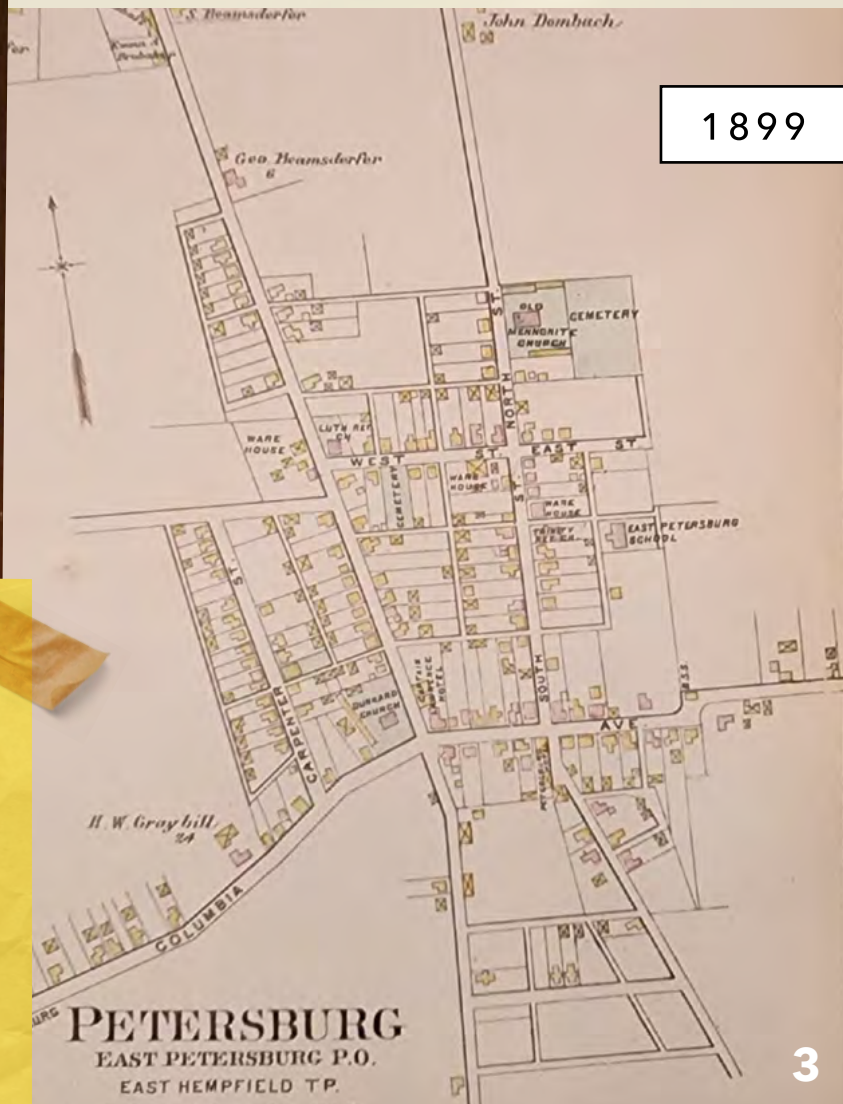 S. Beamsderfer
John Dombach
1899
Geo. Beamsderfer
6
OLD
MENNONITE
CHURCH
CEMETERY
NORTH
ST.
LUTH REF
CH
WARE
HOUSE
WEST
ST.
EAST
ST.
CEMETERY
WARE
HOUSE
ST.
WARE
HOUSE
TRINITY
REF. CH.
EAST PETERSBURG
SCHOOL
ST.
HOTEL
SOUTH
B.S.S.
DUNKARD
CHURCH
CARPENTER
AVE
H. W. Graybill
24
COLUMBIA
PETERSBURG
EAST PETERSBURG P.O.
EAST HEMPFIELD TP.
3